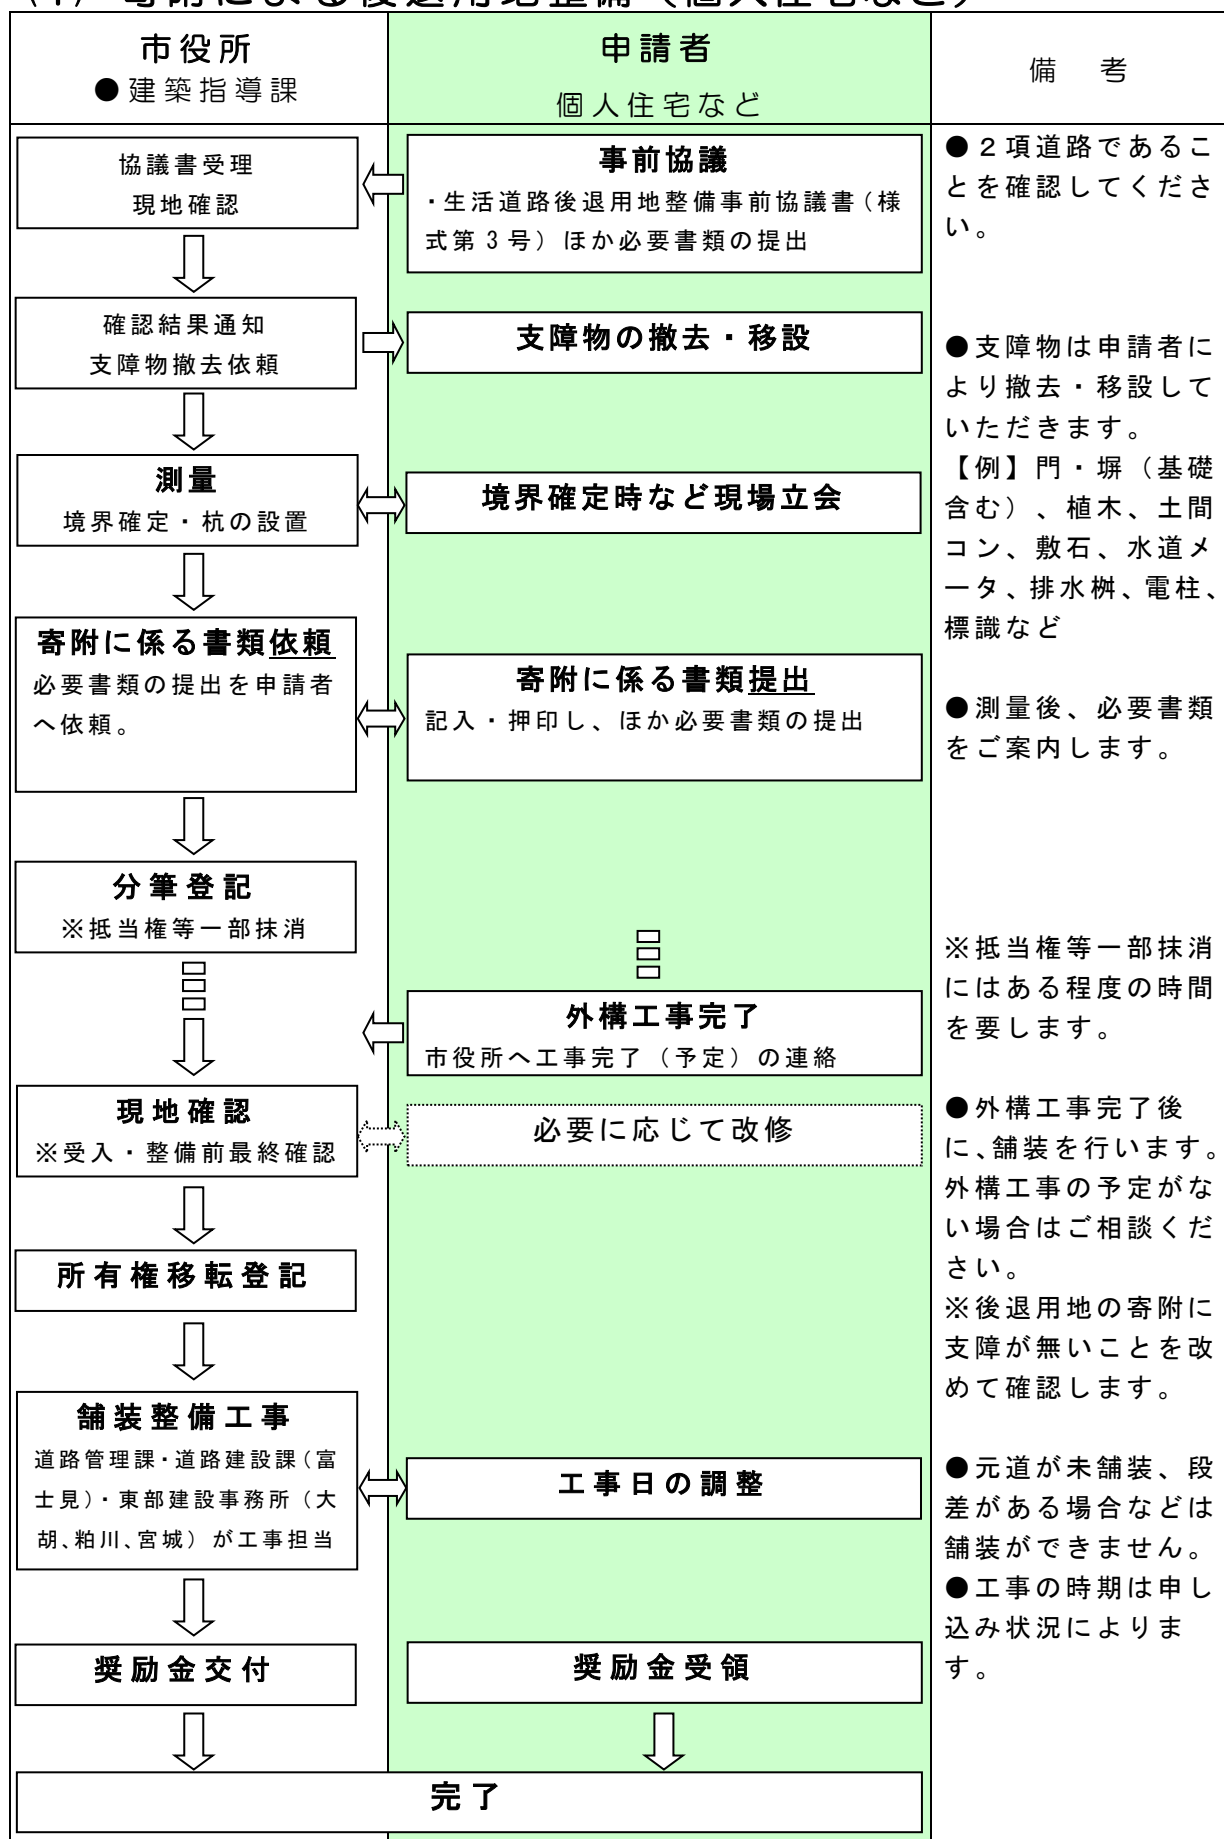 (1) 寄附による後退用地整備（個人住宅など）
市役所
●建築指導課
申請者
個人住宅など
備　考
協議書受理
現地確認
事前協議
・生活道路後退用地整備事前協議書（様
式第３号）ほか必要書類の提出
●２項道路であるこ
とを確認してくださ
い。
確認結果通知
支障物撤去依頼
支障物の撤去・移設
●支障物は申請者に
より撤去・移設して
いただきます。
【例】門・塀（基礎
含む）、植木、土間
コン、敷石、水道メ
ータ、排水桝、電柱、
標識など
測量
境界確定・杭の設置
境界確定時など現場立会
寄附に係る書類依頼
必要書類の提出を申請者
へ依頼。
寄附に係る書類提出
記入・押印し、ほか必要書類の提出
●測量後、必要書類
をご案内します。
分筆登記
※抵当権等一部抹消
※抵当権等一部抹消
にはある程度の時間
を要します。
外構工事完了
市役所へ工事完了（予定）の連絡
現地確認
※受入・整備前最終確認
必要に応じて改修
●外構工事完了後
に、舗装を行います。
外構工事の予定がな
い場合はご相談くだ
さい。
※後退用地の寄附に
支障が無いことを改
めて確認します。
所有権移転登記
舗装整備工事
道路管理課・道路建設課（富
士見）・東部建設事務所（大
胡、粕川、宮城）が工事担当
工事日の調整
●元道が未舗装、段
差がある場合などは
舗装ができません。
●工事の時期は申し
込み状況によりま
す。
奨励金交付
奨励金受領
完了